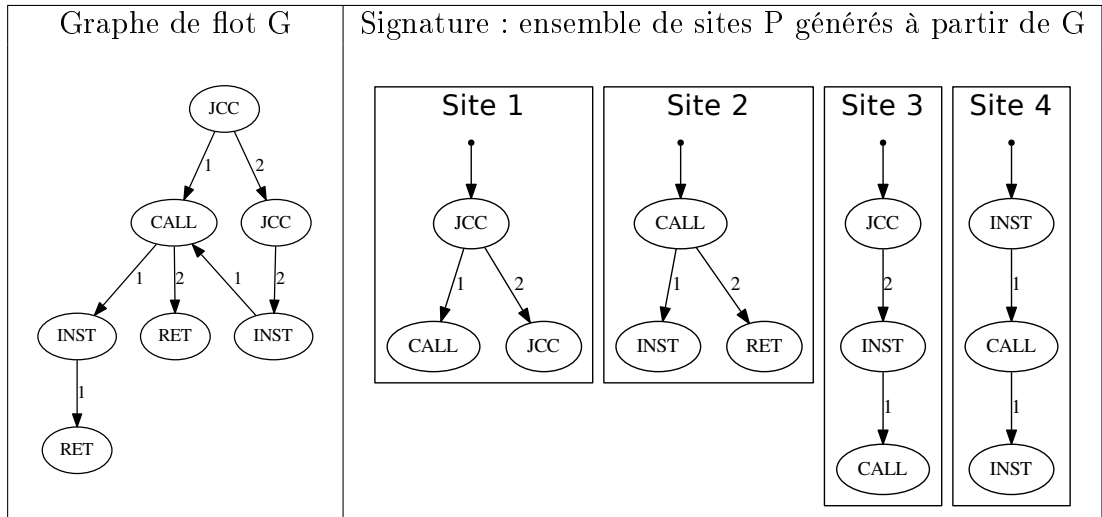 Graphe de flot G
Signature : ensemble de sites P générés à partir de G
JCC
1
2
CALL
JCC
1
2
1
2
INST
RET
INST
1
RET
Site 1
JCC
1
2
CALL
JCC
Site 2
CALL
1
2
INST
RET
Site 3
JCC
2
INST
1
CALL
Site 4
INST
1
CALL
1
INST